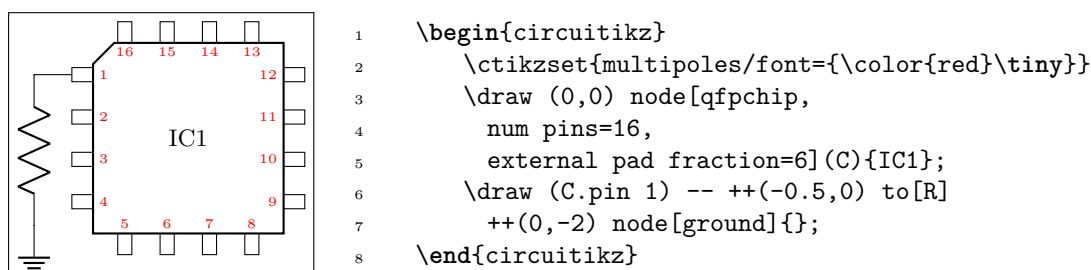 16 15 14 13
1 12
2 11
IC1
3 10
4 9
5 6 7 8
1 \begin{circuitikz}
2 \ctikzset{multipoles/font={\color{red}\tiny}}
3 \draw (0,0) node[qfpchip,
4 num pins=16,
5 external pad fraction=6](C){IC1};
6 \draw (C.pin 1) -- ++(-0.5,0) to[R]
7 ++(0,-2) node[ground]{};
8 \end{circuitikz}